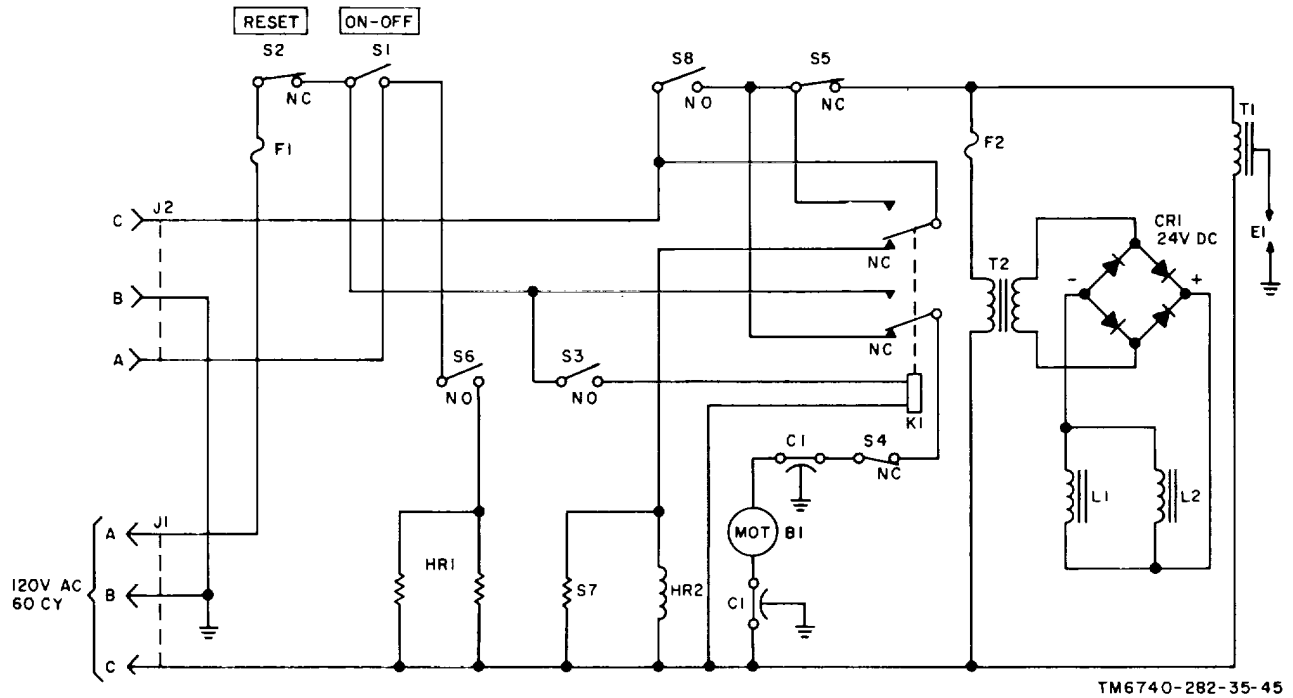 RESET
ON-OFF
S2
S1
S8
S5
NC
NO
NC
T1
F1
F2
C
J2
E1
CR1
24V DC
NC
T2
-
+
B
A
NC
S6
S3
NO
NO
K1
C1
S4
NC
L1
L2
A
J1
MOT
B1
HR1
S7
HR2
120V AC
60 CY
B
C1
C
TM6740-282-35-45